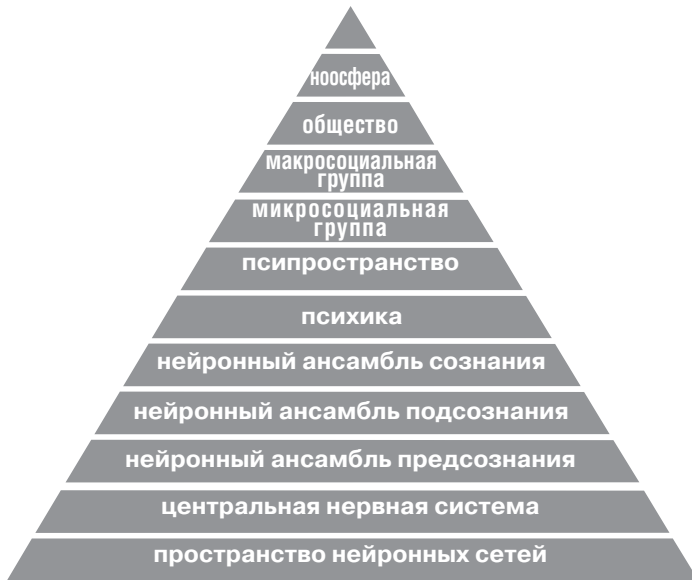 ноосфера
общество
макросоциальная
группа
микросоциальная
группа
псипространство
психика
нейронный ансамбль сознания
нейронный ансамбль подсознания
нейронный ансамбль предсознания
центральная нервная система
пространство нейронных сетей